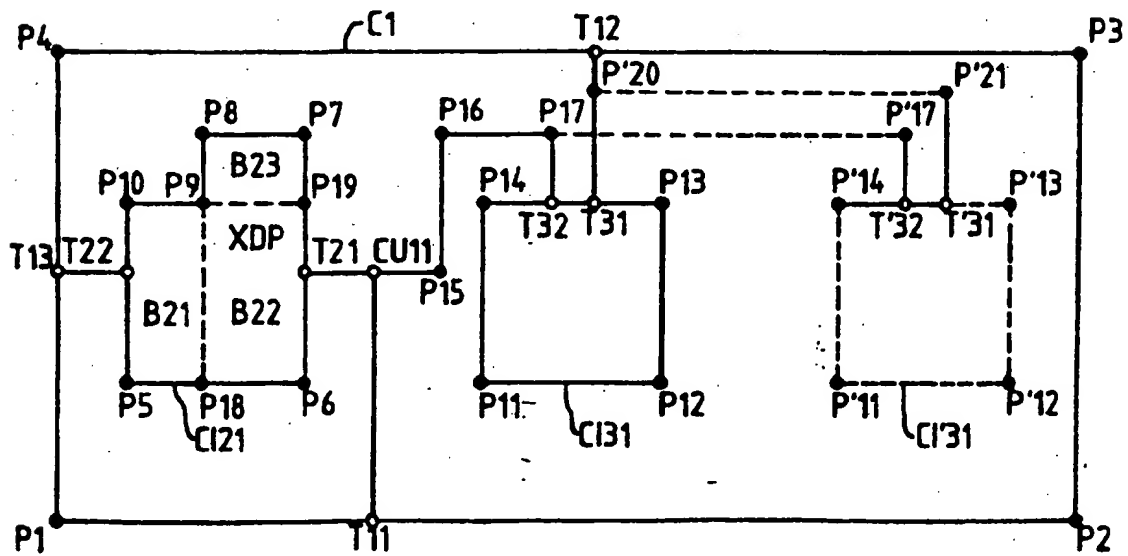 P4 C1 T12 P3
P'20 P'21
P8 P7 P16 P17 P'17
B23
P10 P9 P19 P14 P13 P'14 P'13
T32 T31 T'32 T'31
XDP
T13 T22 T21 CU11
P15
B21 B22
P5 P18 P6 P11 P12 P'11 P'12
CI21 CI31 CI'31
P1 T11 P2